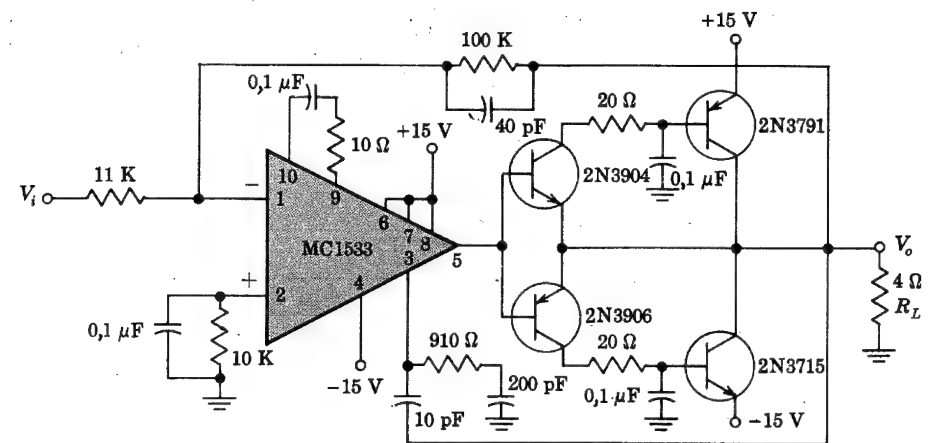 +15 V
100 K
0,1 μF
40 pF
20 Ω
2N3791
10 Ω
+15 V
2N3904
0,1 μF
V_i
11 K
−
1
10
9
6
7
8
MC1533
3
5
V_o
+
2
4
4 Ω
R_L
2N3906
0,1 μF
10 K
910 Ω
20 Ω
2N3715
−15 V
200 pF
0,1 μF
10 pF
−15 V